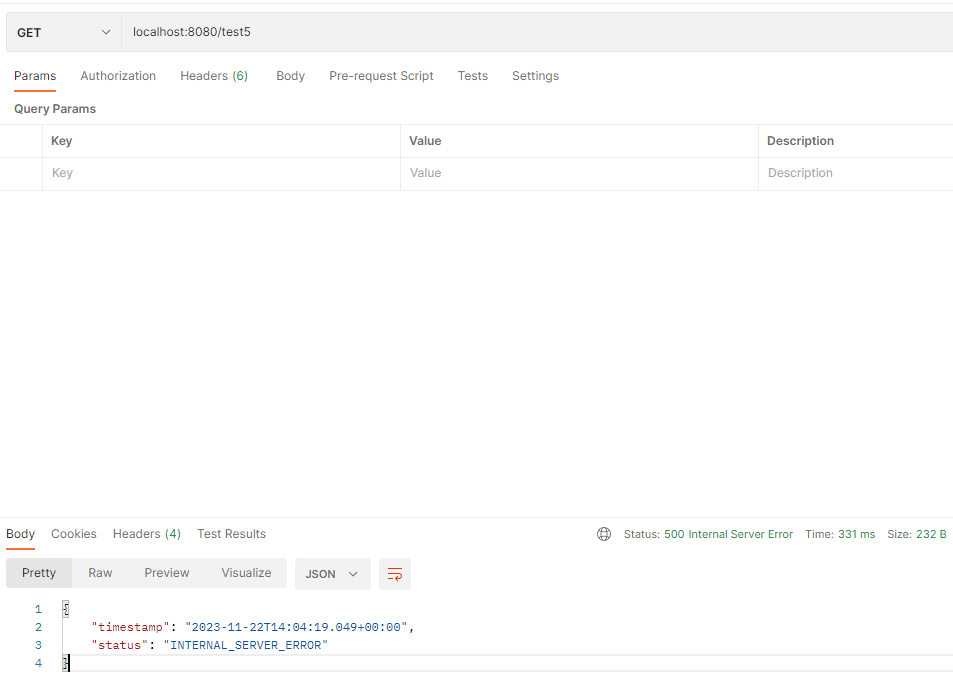 GET localhost:8080/test5
Params Authorization Headers (6) Body Pre-request Script Tests Settings
Query Params
Key Value Description
Key Value Description
Body Cookies Headers (4) Test Results Status: 500 Internal Server Error Time: 331 ms Size: 232 B
Pretty Raw Preview Visualize JSON
1 {
2 "timestamp": "2023-11-22T14:04:19.049+00:00",
3 "status": "INTERNAL_SERVER_ERROR"
4 }